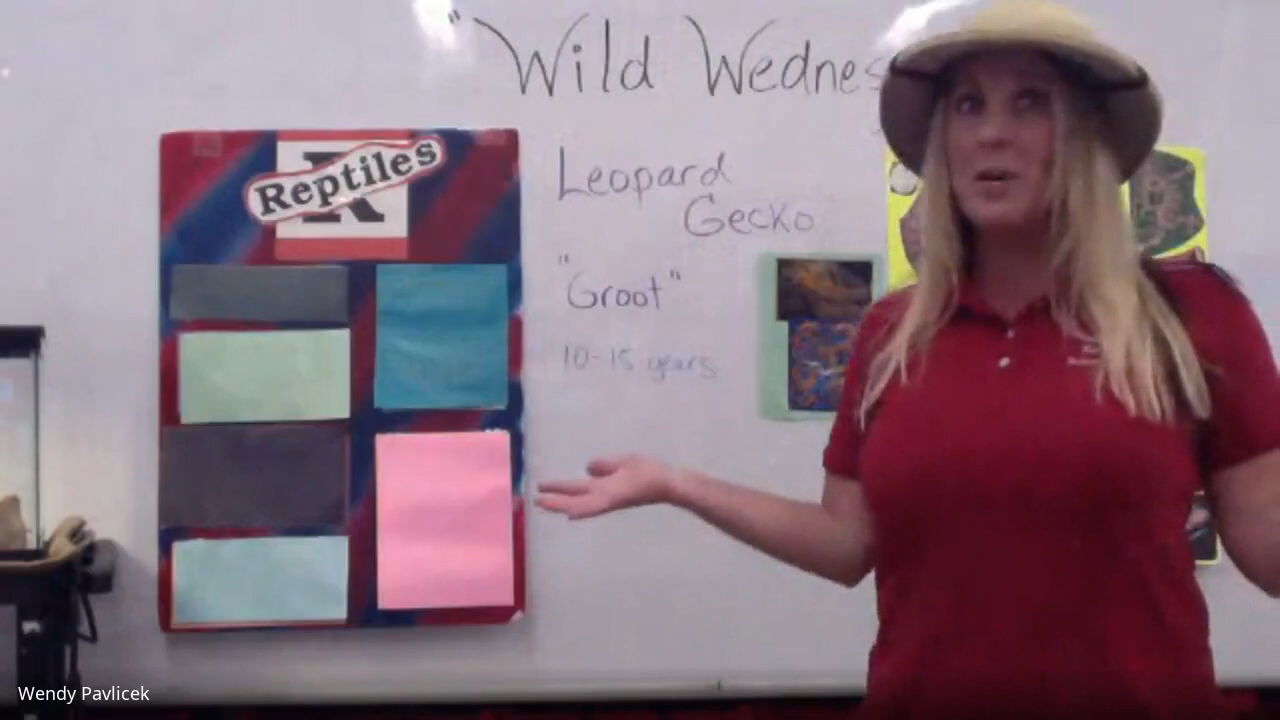 "Wild Wednes
R
Reptiles
Leopard
Gecko
"Groot"
10-15 years
Wendy Pavlicek